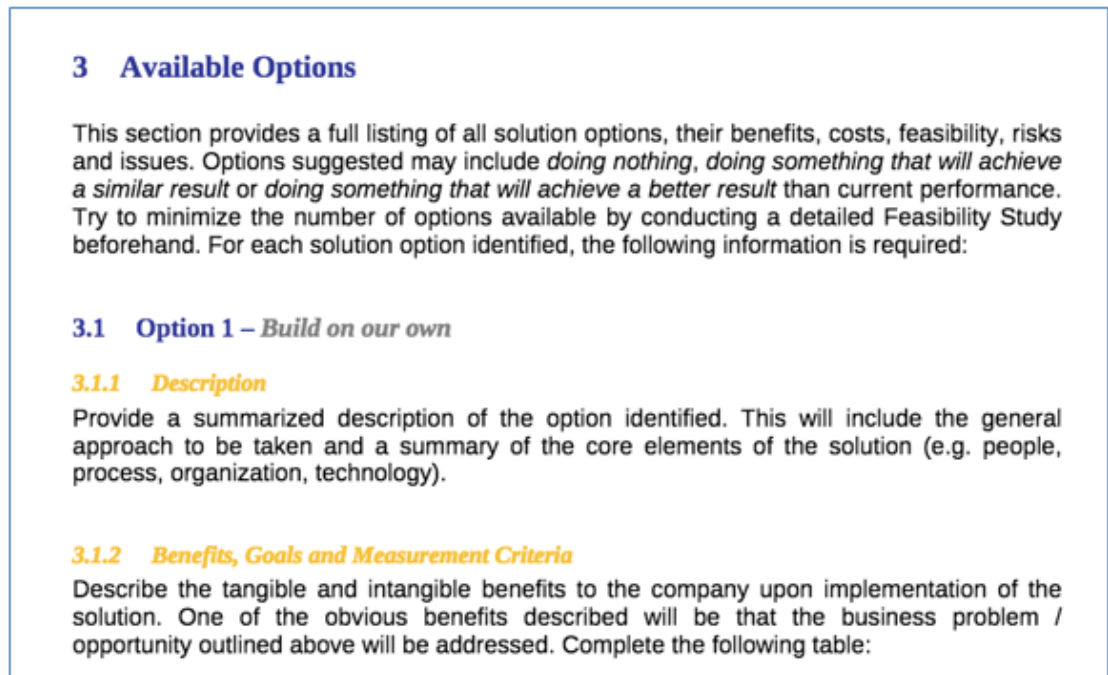 3 Available Options
This section provides a full listing of all solution options, their benefits, costs, feasibility, risks
and issues. Options suggested may include doing nothing, doing something that will achieve
a similar result or doing something that will achieve a better result than current performance.
Try to minimize the number of options available by conducting a detailed Feasibility Study
beforehand. For each solution option identified, the following information is required:
3.1 Option 1 – Build on our own
3.1.1 Description
Provide a summarized description of the option identified. This will include the general
approach to be taken and a summary of the core elements of the solution (e.g. people,
process, organization, technology).
3.1.2 Benefits, Goals and Measurement Criteria
Describe the tangible and intangible benefits to the company upon implementation of the
solution. One of the obvious benefits described will be that the business problem /
opportunity outlined above will be addressed. Complete the following table: